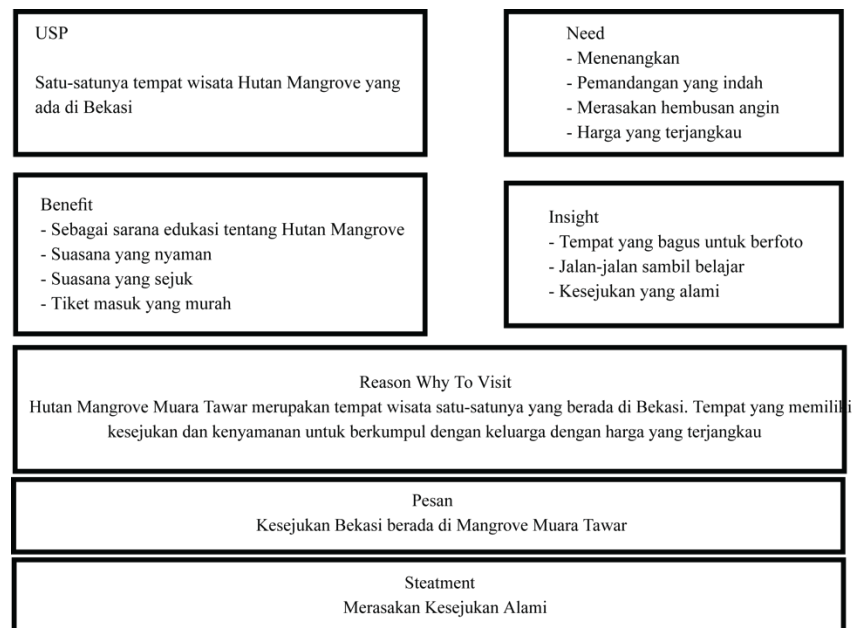 USP
Satu-satunya tempat wisata Hutan Mangrove yang
ada di Bekasi
Need
- Menenangkan
- Pemandangan yang indah
- Merasakan hembusan angin
- Harga yang terjangkau
Benefit
- Sebagai sarana edukasi tentang Hutan Mangrove
- Suasana yang nyaman
- Suasana yang sejuk
- Tiket masuk yang murah
Insight
- Tempat yang bagus untuk berfoto
- Jalan-jalan sambil belajar
- Kesejukan yang alami
Reason Why To Visit
Hutan Mangrove Muara Tawar merupakan tempat wisata satu-satunya yang berada di Bekasi. Tempat yang memiliki
kesejukan dan kenyamanan untuk berkumpul dengan keluarga dengan harga yang terjangkau
Pesan
Kesejukan Bekasi berada di Mangrove Muara Tawar
Steatment
Merasakan Kesejukan Alami